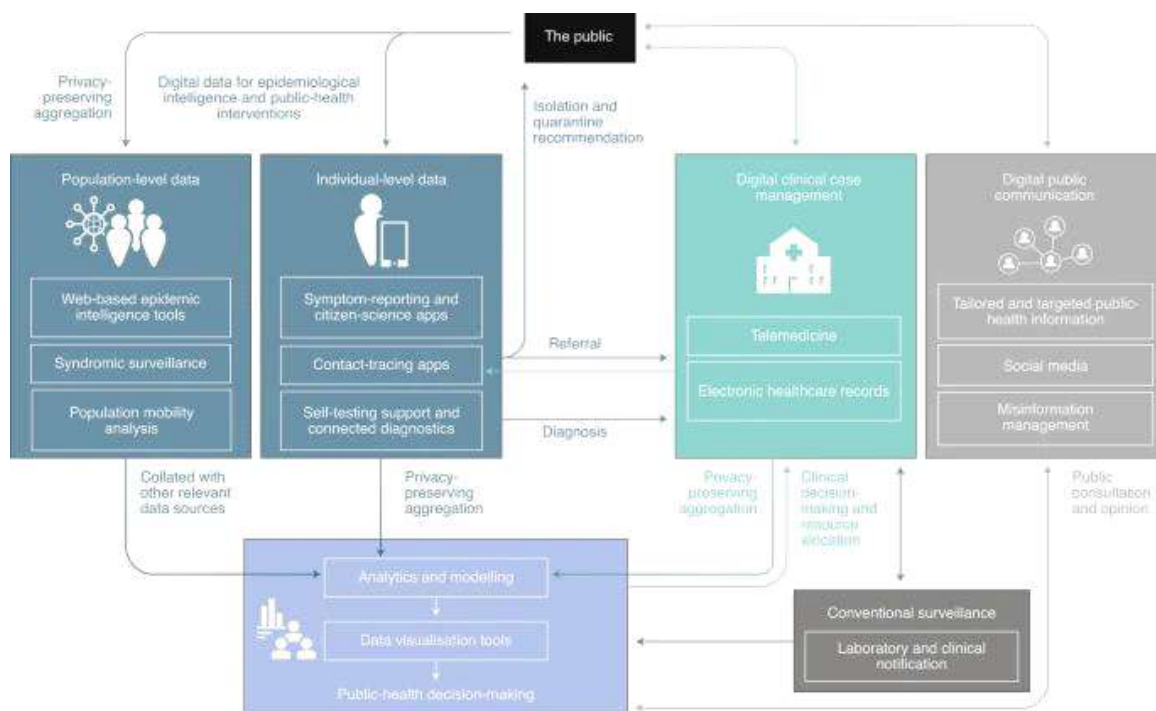 The public
Privacy-
preserving
aggregation
Digital data for epidemiological
intelligence and public-health
interventions
Isolation and
quarantine
recommendation
Population-level data
Web-based epidemic
intelligence tools
Syndromic surveillance
Population mobility
analysis
Individual-level data
Symptom-reporting and
citizen-science apps
Contact-tracing apps
Self-testing support and
connected diagnostics
Referral
Diagnosis
Digital clinical case
management
Telemedicine
Electronic healthcare records
Digital public
communication
Tailored and targeted public-
health information
Social media
Misinformation
management
Collated with
other relevant
data sources
Privacy-
preserving
aggregation
Privacy-
preserving
aggregation
Clinical
decision-
making and
resource
allocation
Public
consultation
and opinion
Analytics and modelling
Data visualisation tools
Public-health decision-making
Conventional surveillance
Laboratory and clinical
notification